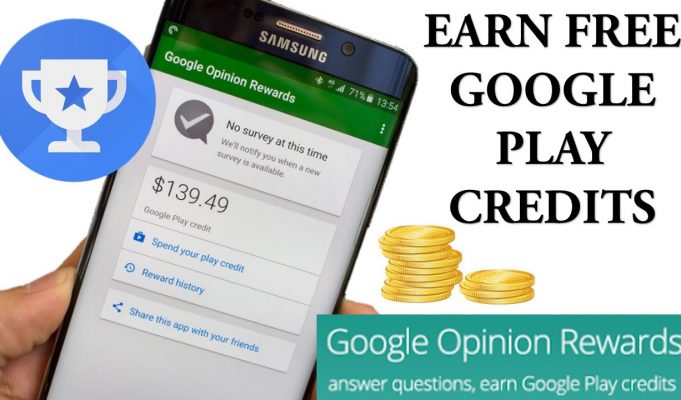 SAMSUNG
Google Opinion Rewards
71% 13:54
No survey at this time
We'll notify you when a new
survey is available.
$139.49
Google Play credit
Spend your play credit
Reward history
Share this app with your friends
EARN FREE
GOOGLE
PLAY
CREDITS
Google Opinion Rewards
answer questions, earn Google Play credits